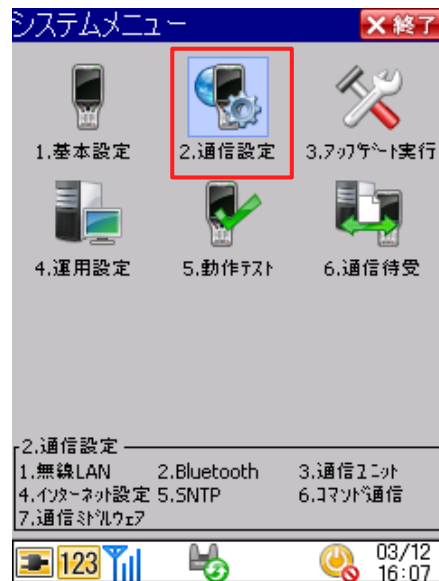 システムメニュー ×終了
1.基本設定 2.通信設定 3.ｱｯﾌﾟﾃﾞｰﾄ実行
4.運用設定 5.動作ﾃｽﾄ 6.通信待受
2.通信設定
1.無線LAN 2.Bluetooth 3.通信ﾕﾆｯﾄ
4.ｲﾝﾀｰﾈｯﾄ設定 5.SNTP 6.ｺﾏﾝﾄﾞ通信
7.通信ﾐﾄﾞﾙｳｪｱ
123 03/12
16:07